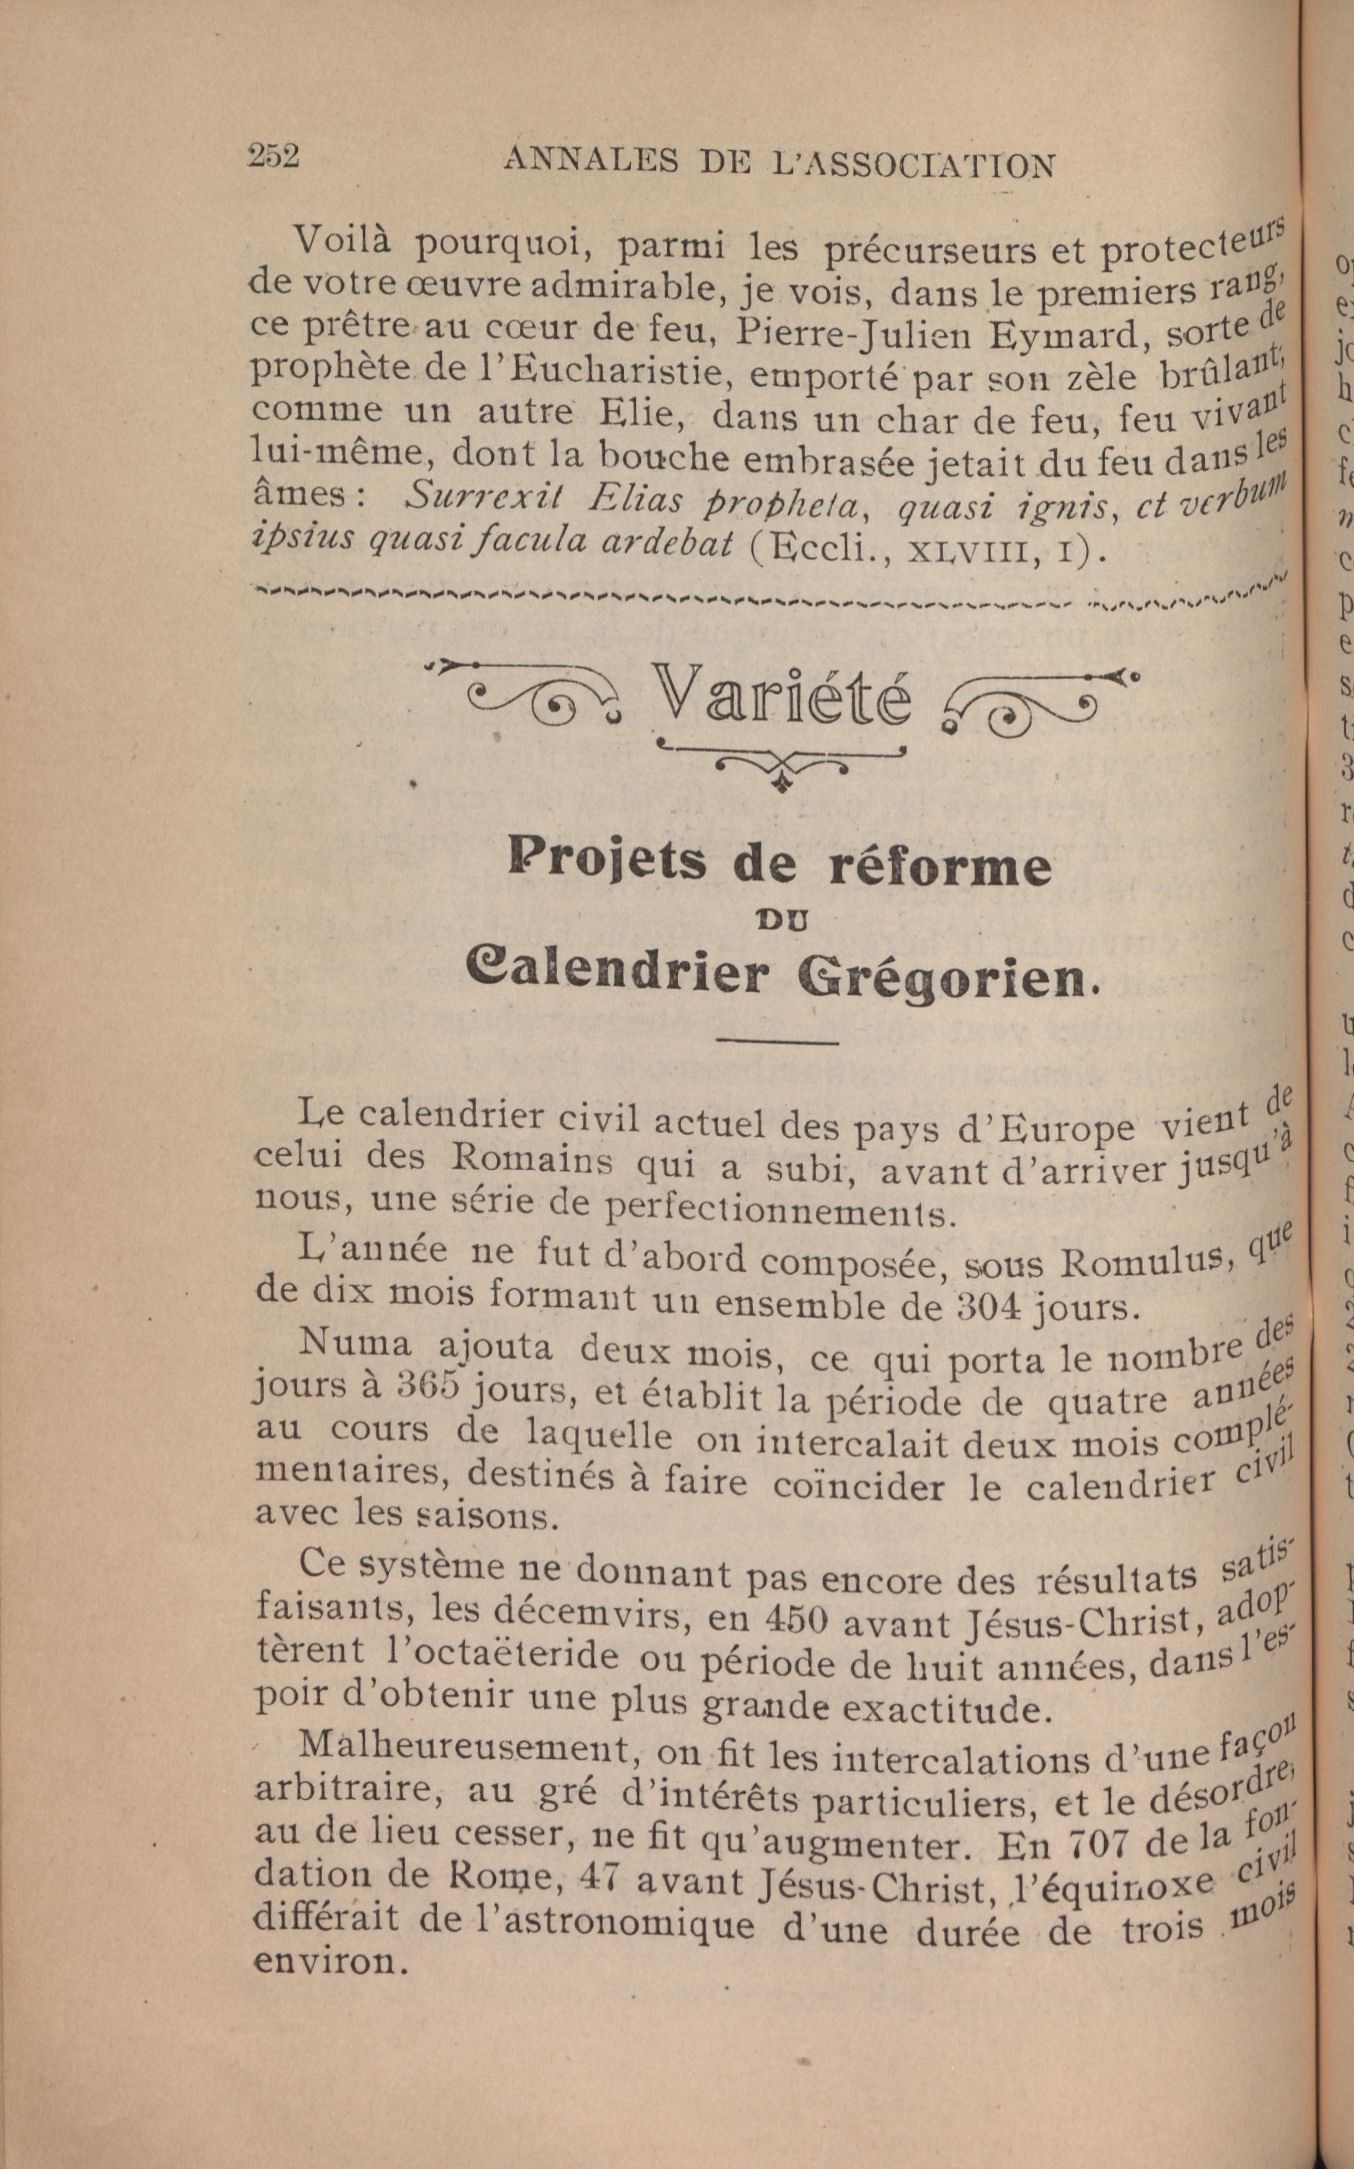 252 ANNALES DE L'ASSOCIATION
Voilà pourquoi, parmi les précurseurs et protecteurs
de votre œuvre admirable, je vois, dans le premiers rang,
ce prêtre au cœur de feu, Pierre-Julien Eymard, sorte de
prophète de l'Eucharistie, emporté par son zèle brûlant,
comme un autre Elie, dans un char de feu, feu vivant
lui-même, dont la bouche embrasée jetait du feu dans les
âmes : Surrexit Elias propheta, quasi ignis, et verbum
ipsius quasi facula ardebat (Eccli., XLVIII, I).
Variété
Projets de réforme
DU
Calendrier Grégorien.
Le calendrier civil actuel des pays d'Europe vient de
celui des Romains qui a subi, avant d'arriver jusqu'à
nous, une série de perfectionnements.
L'année ne fut d'abord composée, sous Romulus, que
de dix mois formant un ensemble de 304 jours.
Numa ajouta deux mois, ce qui porta le nombre des
jours à 365 jours, et établit la période de quatre années
au cours de laquelle on intercalait deux mois complé-
mentaires, destinés à faire coïncider le calendrier civil
avec les saisons.
Ce système ne donnant pas encore des résultats satis-
faisants, les décemvirs, en 450 avant Jésus-Christ, adop-
tèrent l'octaëteride ou période de huit années, dans l'es-
poir d'obtenir une plus grande exactitude.
Malheureusement, on fit les intercalations d'une façon
arbitraire, au gré d'intérêts particuliers, et le désordre,
au de lieu cesser, ne fit qu'augmenter. En 707 de la fon-
dation de Rome, 47 avant Jésus-Christ, l'équinoxe civil
différait de l'astronomique d'une durée de trois mois
environ.